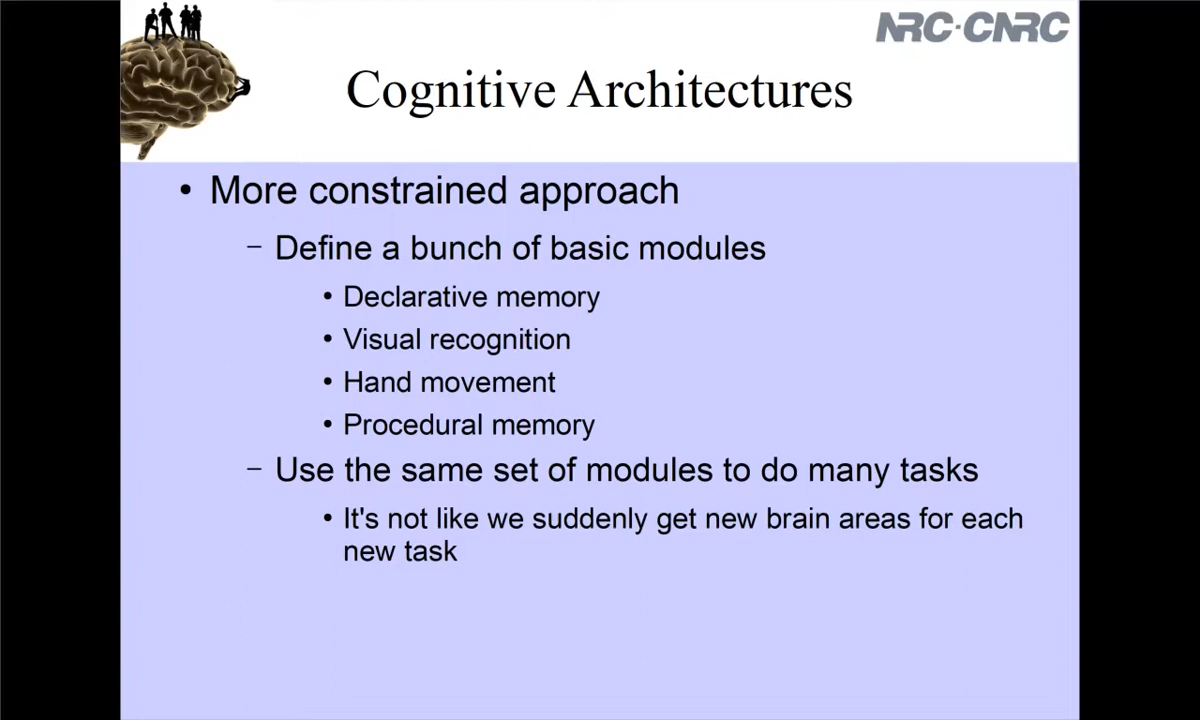 NRC·CNRC
Cognitive Architectures
• More constrained approach
– Define a bunch of basic modules
• Declarative memory
• Visual recognition
• Hand movement
• Procedural memory
– Use the same set of modules to do many tasks
• It's not like we suddenly get new brain areas for each
new task